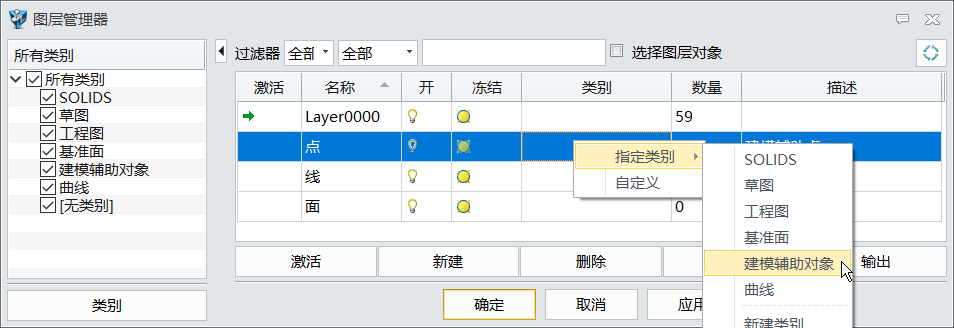 图层管理器
所有类别
所有类别
SOLIDS
草图
工程图
基准面
建模辅助对象
曲线
[无类别]
类别
过滤器 全部 全部 选择图层对象
激活 名称 开 冻结 类别 数量 描述
Layer0000 59
点
线
面 0
指定类别
自定义
SOLIDS
草图
工程图
基准面
建模辅助对象
曲线
新建类别
激活 新建 删除 输出
确定 取消 应用